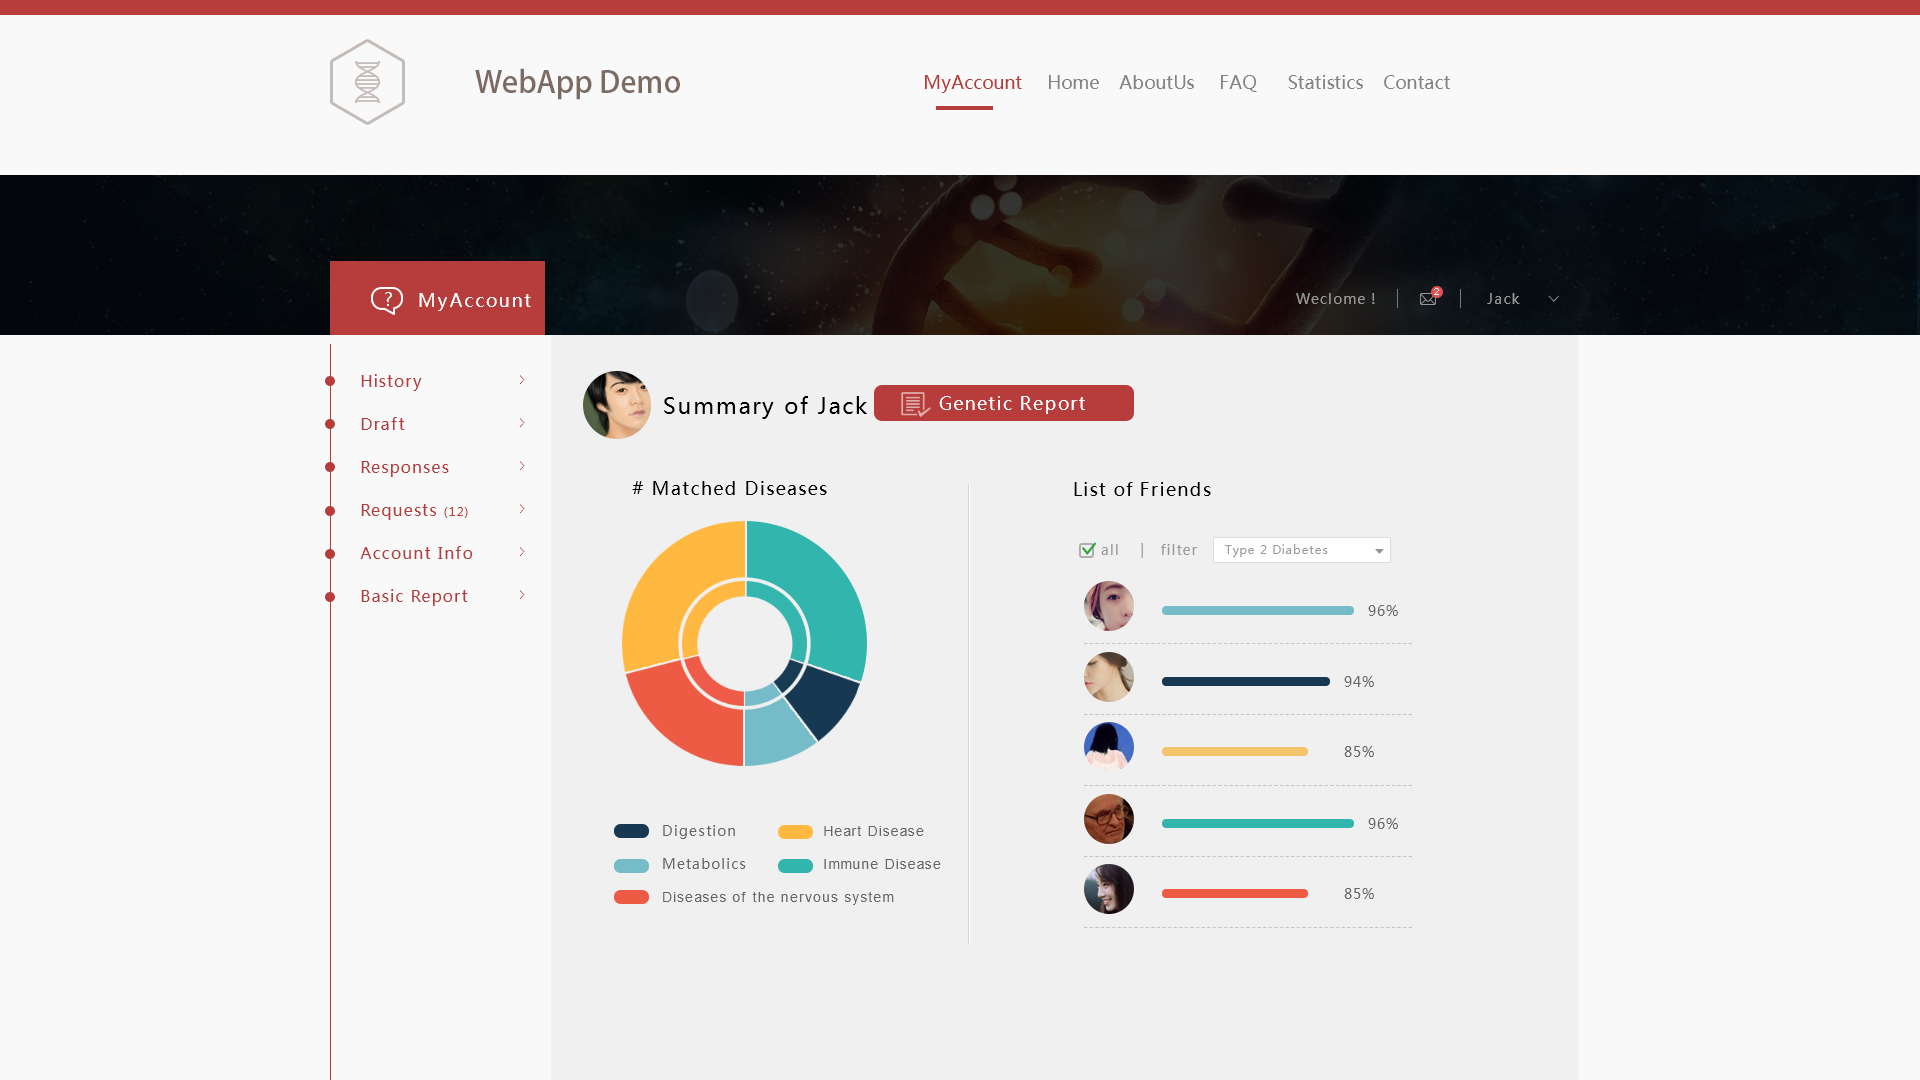 WebApp Demo
MyAccount Home AboutUs FAQ Statistics Contact
? MyAccount
Weclome ! 2 Jack
History
Draft
Responses
Requests (12)
Account Info
Basic Report
Summary of Jack
Genetic Report
# Matched Diseases
Digestion
Heart Disease
Metabolics
Immune Disease
Diseases of the nervous system
List of Friends
all | filter Type 2 Diabetes
96%
94%
85%
96%
85%